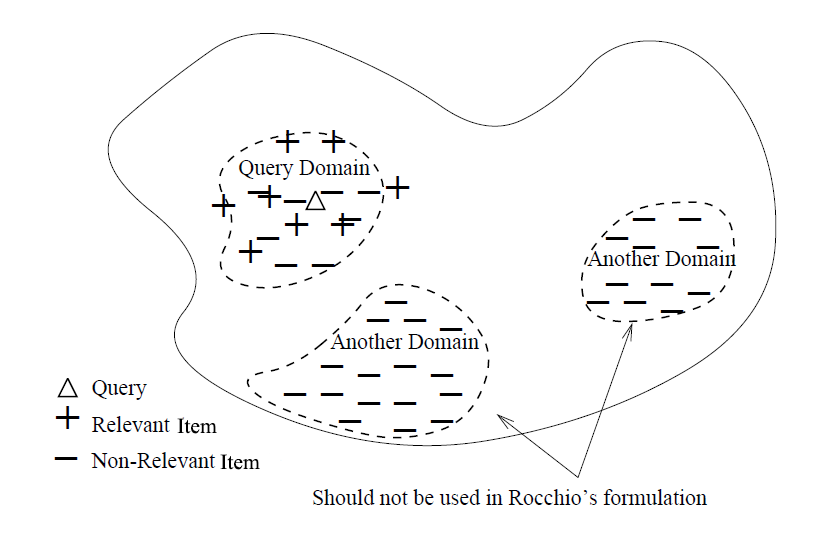 Query Domain
Another Domain
Another Domain
Query
Relevant Item
Non-Relevant Item
Should not be used in Rocchio's formulation